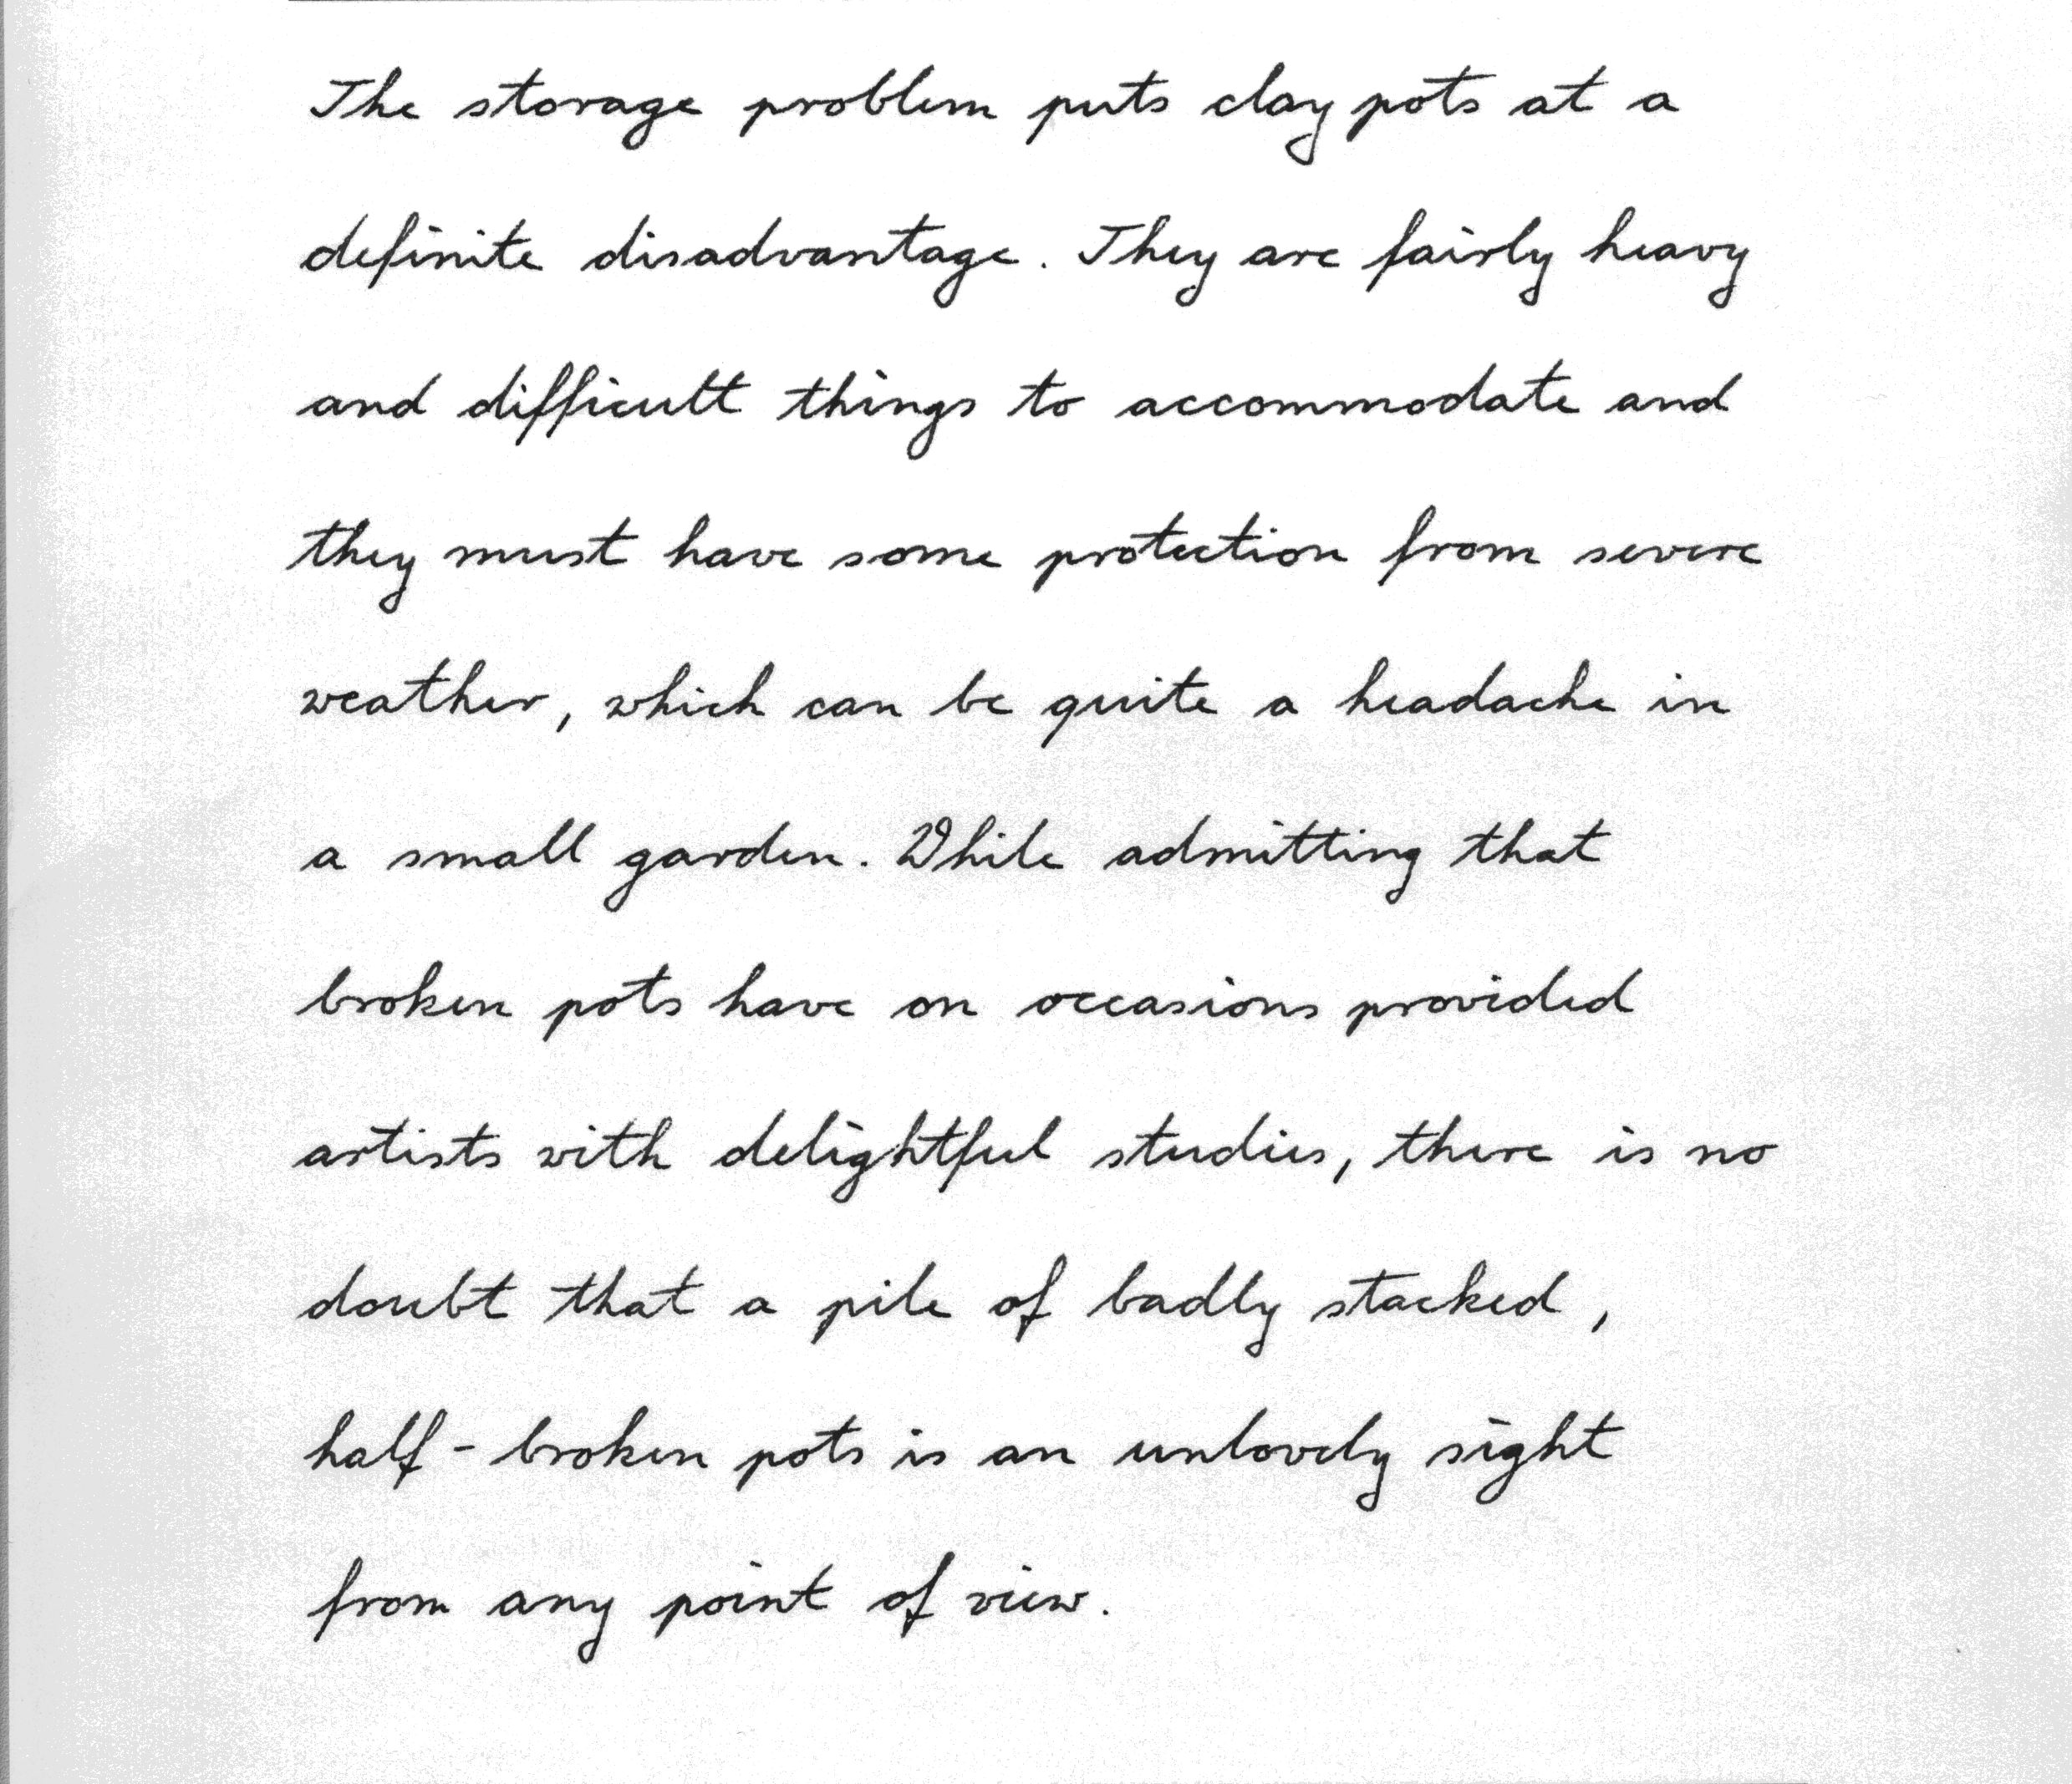 The storage problem puts clay pots at a
definite disadvantage. They are fairly heavy
and difficult things to accommodate and
they must have some protection from severe
weather, which can be quite a headache in
a small garden. While admitting that
broken pots have on occasions provided
artists with delightful studies, there is no
doubt that a pile of badly stacked,
half-broken pots is an unlovely sight
from any point of view.